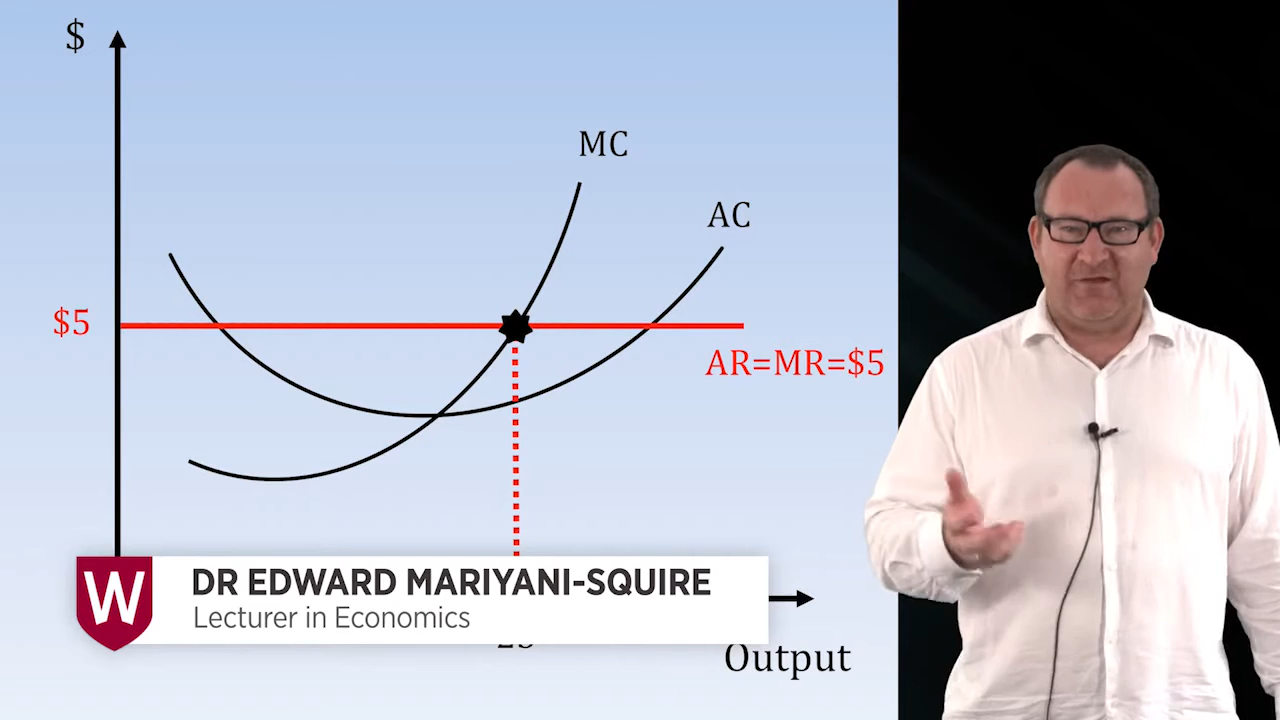 $
MC
AC
$5
AR=MR=$5
W
DR EDWARD MARIYANI-SQUIRE
Lecturer in Economics
Output